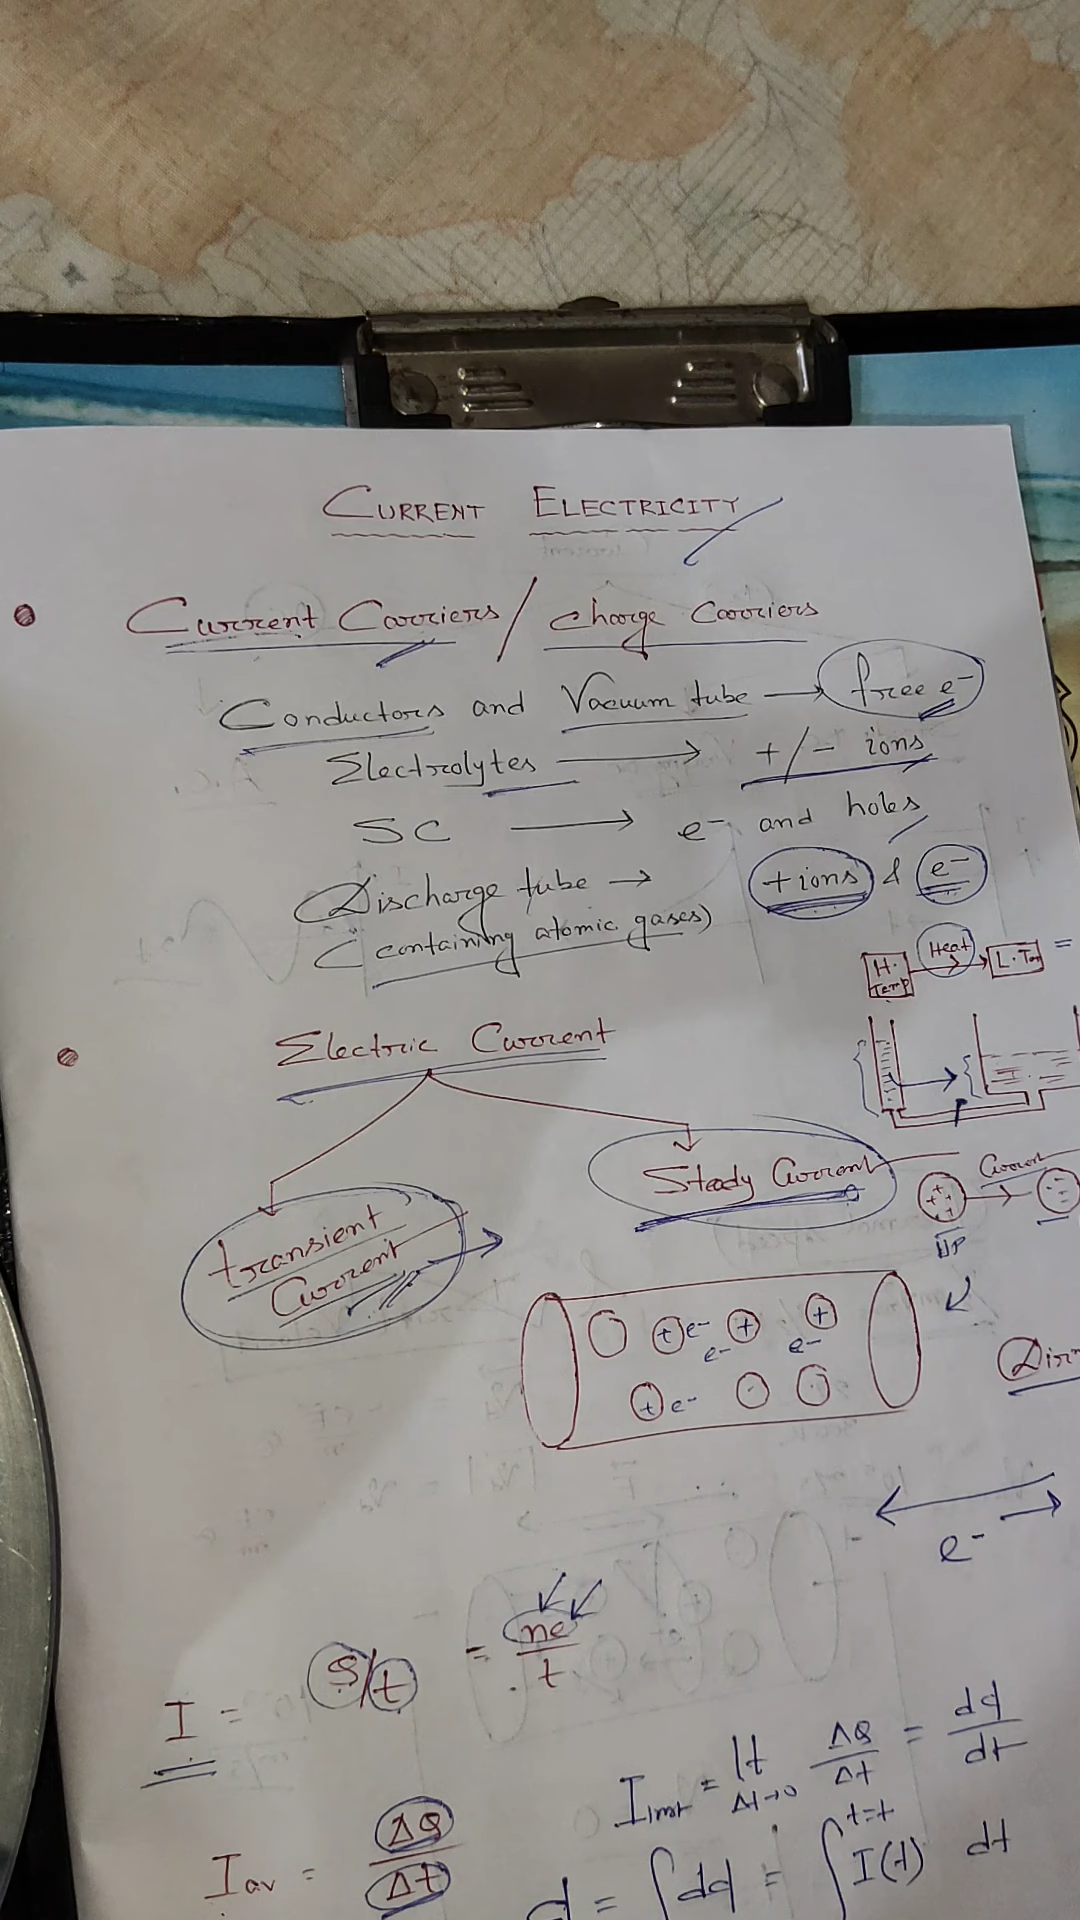 CURRENT ELECTRICITY
Current Carriers / Charge Carriers
Conductors and Vacuum tube → free e-
Electrolytes → +/- ions
SC → e- and holes
Discharge tube → + ions & e-
(containing atomic gases)
H. Temp Heat L. =
Electric Current
Steady Current
transient Current
Current
e- e- e- e-
e-
I = Q/t = ne/t
I = lt Δt→0 ΔQ/Δt = dq/dt
Iav = ΔQ/Δt
q = ∫dq = ∫ t=t I(t) dt